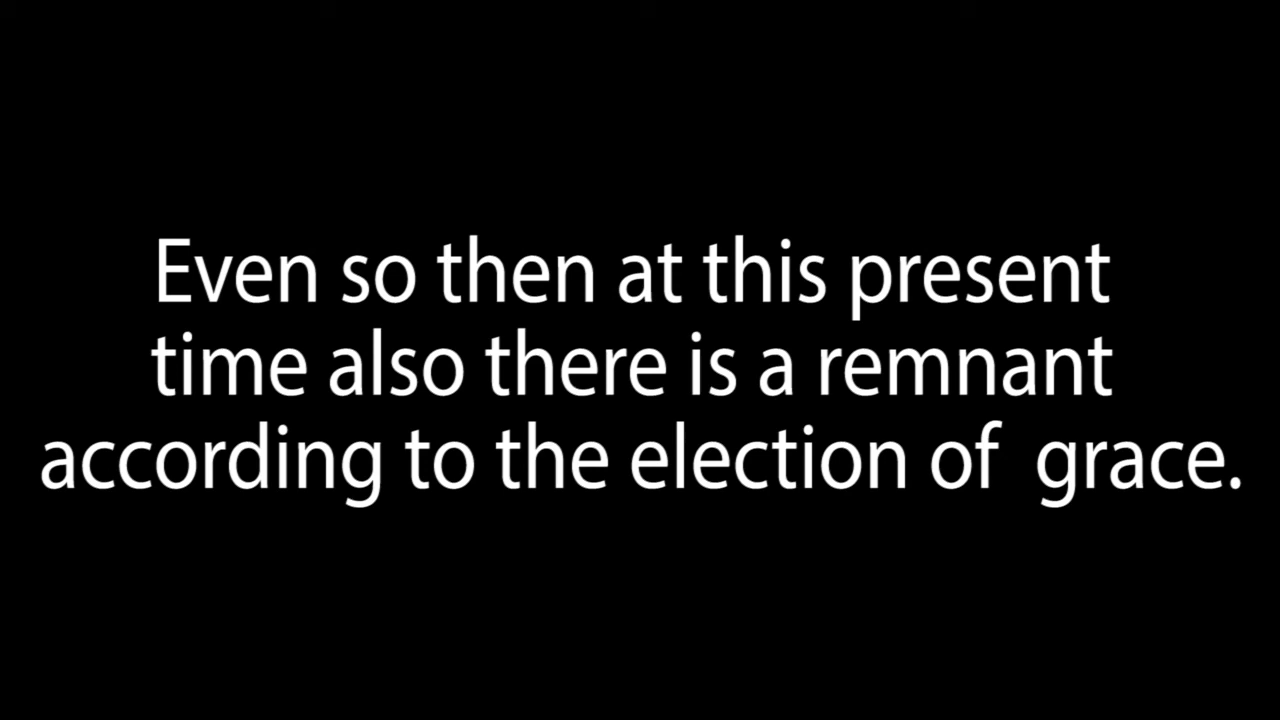 Even so then at this present
time also there is a remnant
according to the election of  grace.